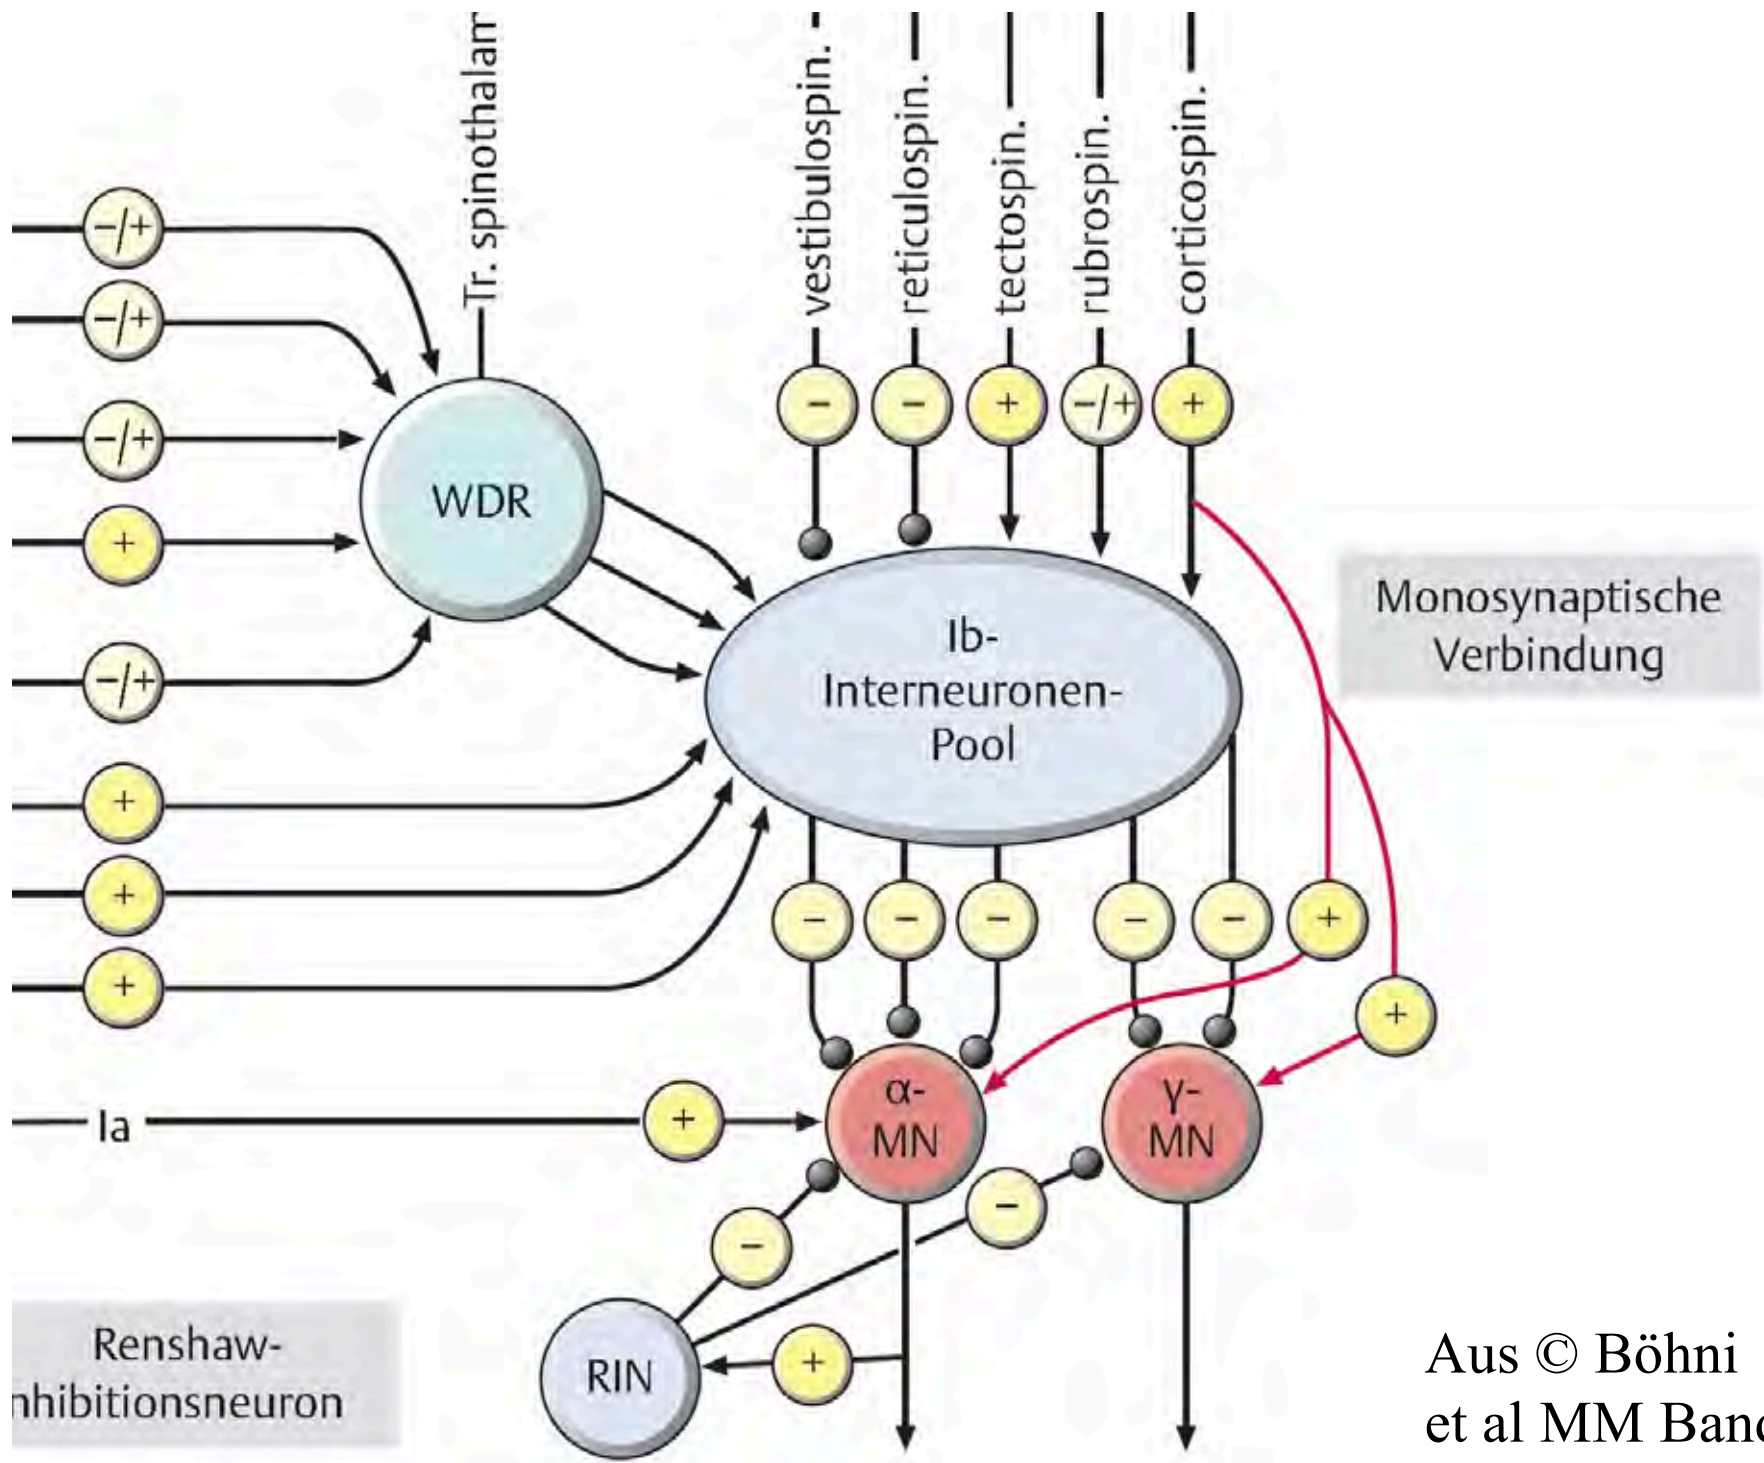 Tr. spinothalam
vestibulospin.
reticulospin.
tectospin.
rubrospin.
corticospin.
−/+
−/+
−/+
+
−/+
+
+
+
−
−
+
−/+
+
WDR
Ib-
Interneuronen-
Pool
Monosynaptische
Verbindung
−
−
−
−
−
+
+
Ia
+
α-
MN
γ-
MN
−
−
+
RIN
Renshaw-
nhibitionsneuron
Aus © Böhni
et al MM Band